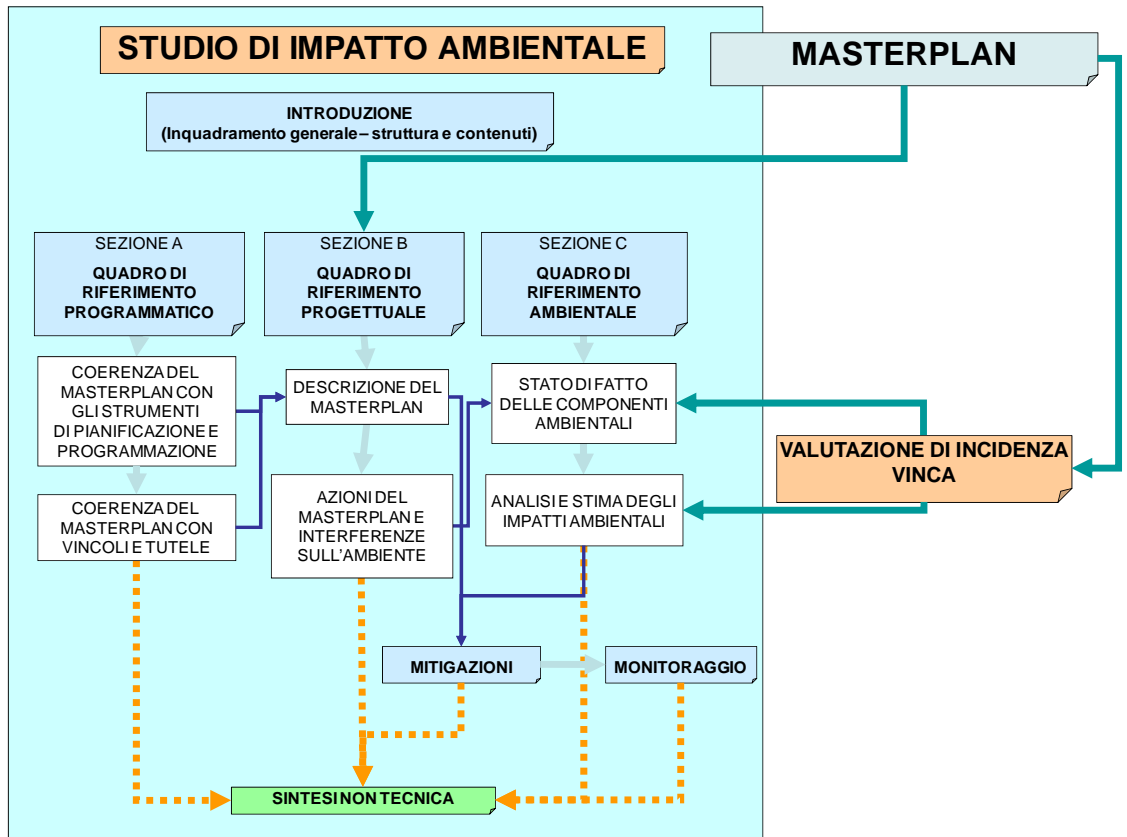 STUDIO DI IMPATTO AMBIENTALE
MASTERPLAN
INTRODUZIONE
(Inquadramento generale – struttura e contenuti)
SEZIONE A
QUADRO DI
RIFERIMENTO
PROGRAMMATICO
SEZIONE B
QUADRO DI
RIFERIMENTO
PROGETTUALE
SEZIONE C
QUADRO DI
RIFERIMENTO
AMBIENTALE
COERENZA DEL
MASTERPLAN CON
GLI STRUMENTI
DI PIANIFICAZIONE E
PROGRAMMAZIONE
DESCRIZIONE DEL
MASTERPLAN
STATO DI FATTO
DELLE COMPONENTI
AMBIENTALI
VALUTAZIONE DI INCIDENZA
VINCA
COERENZA DEL
MASTERPLAN CON
VINCOLI E TUTELE
AZIONI DEL
MASTERPLAN E
INTERFERENZE
SULL'AMBIENTE
ANALISI E STIMA DEGLI
IMPATTI AMBIENTALI
MITIGAZIONI
MONITORAGGIO
SINTESI NON TECNICA